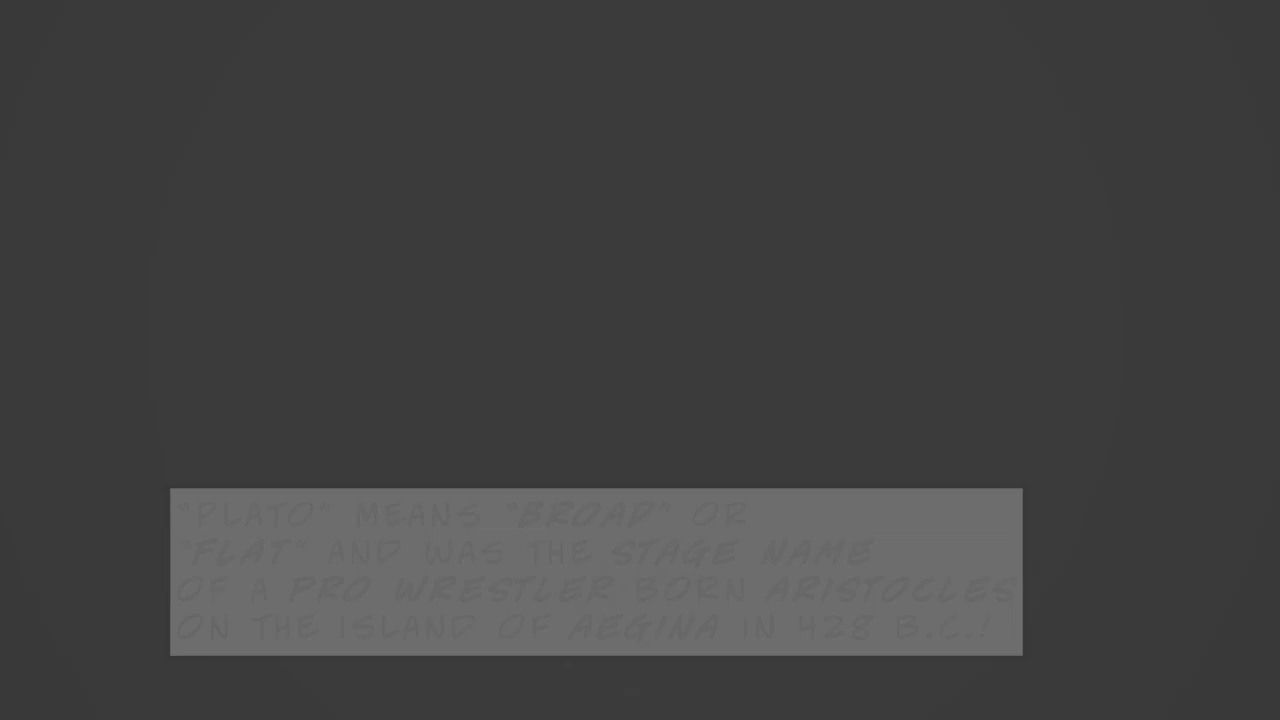 "PLATO" MEANS "BROAD" OR
"FLAT" AND WAS THE STAGE NAME
OF A PRO WRESTLER BORN ARISTOCLES
ON THE ISLAND OF AEGINA IN 428 B.C.!